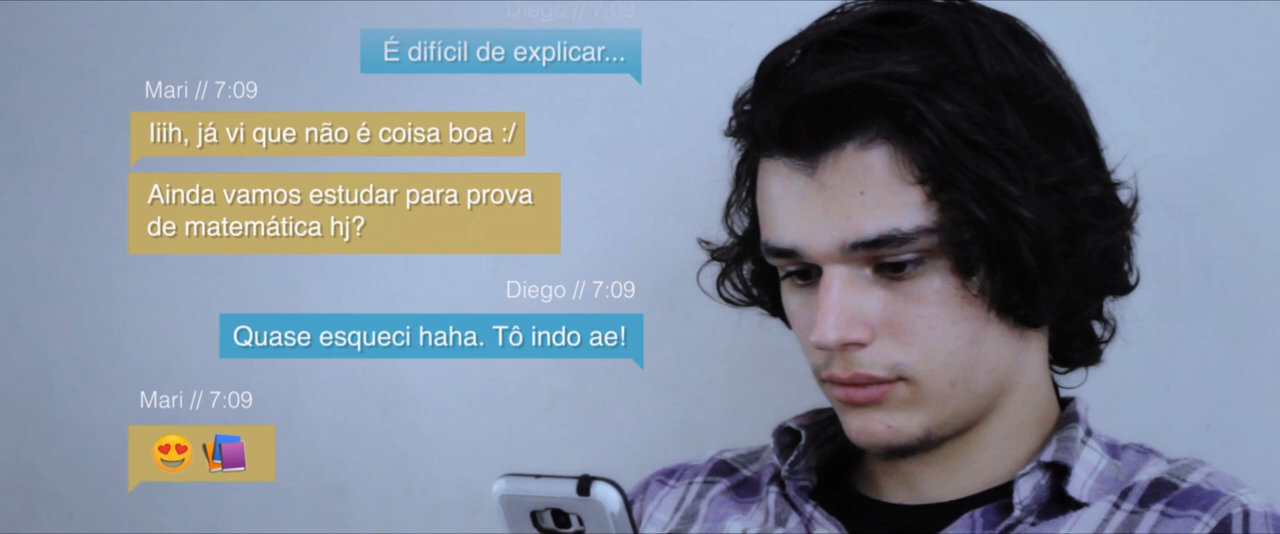 Diego // 7:09
É difícil de explicar...
Mari // 7:09
Iiih, já vi que não é coisa boa :/
Ainda vamos estudar para prova
de matemática hj?
Diego // 7:09
Quase esqueci haha. Tô indo ae!
Mari // 7:09
😍📚